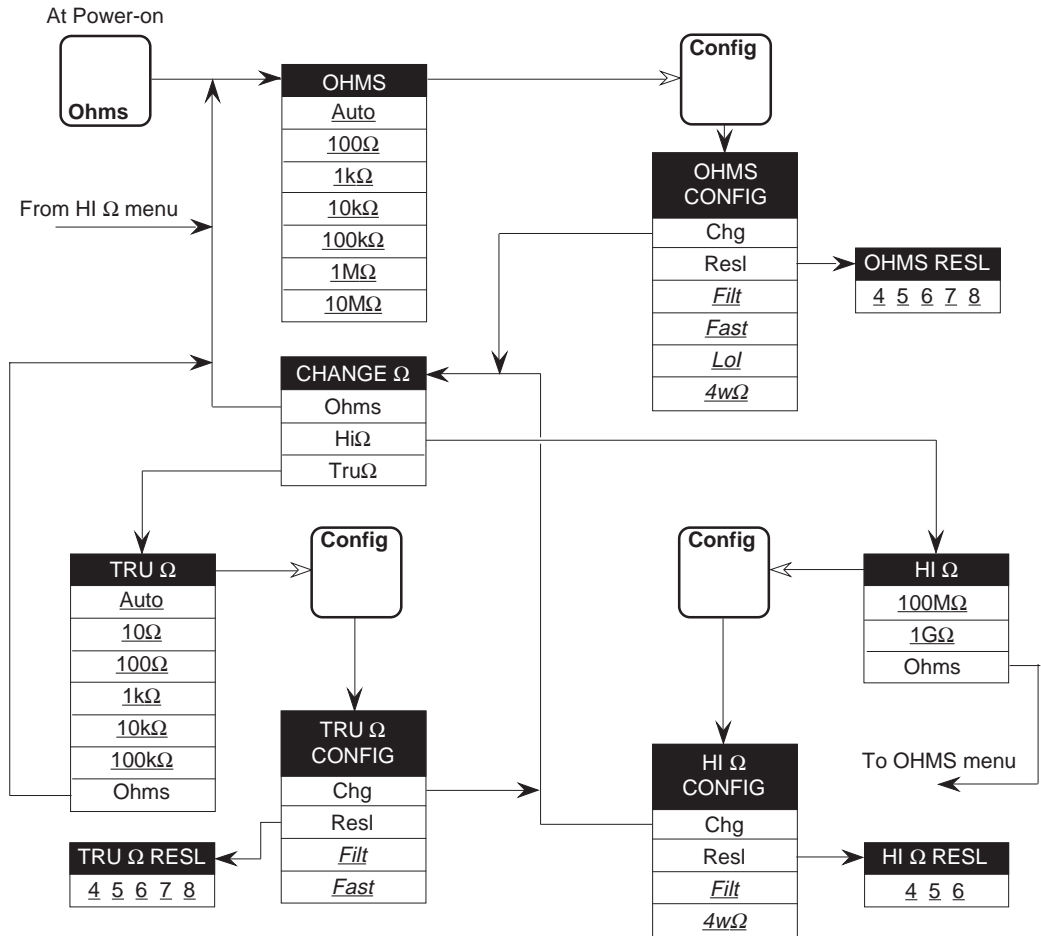 At Power-on
Ohms
OHMS
Auto
100Ω
1kΩ
10kΩ
100kΩ
1MΩ
10MΩ
Config
OHMS
CONFIG
Chg
Resl
Filt
Fast
LoI
4wΩ
OHMS RESL
4 5 6 7 8
From HI Ω menu
CHANGE Ω
Ohms
HiΩ
TruΩ
TRU Ω
Auto
10Ω
100Ω
1kΩ
10kΩ
100kΩ
Ohms
Config
TRU Ω
CONFIG
Chg
Resl
Filt
Fast
TRU Ω RESL
4 5 6 7 8
Config
HI Ω
100MΩ
1GΩ
Ohms
To OHMS menu
HI Ω
CONFIG
Chg
Resl
Filt
4wΩ
HI Ω RESL
4 5 6